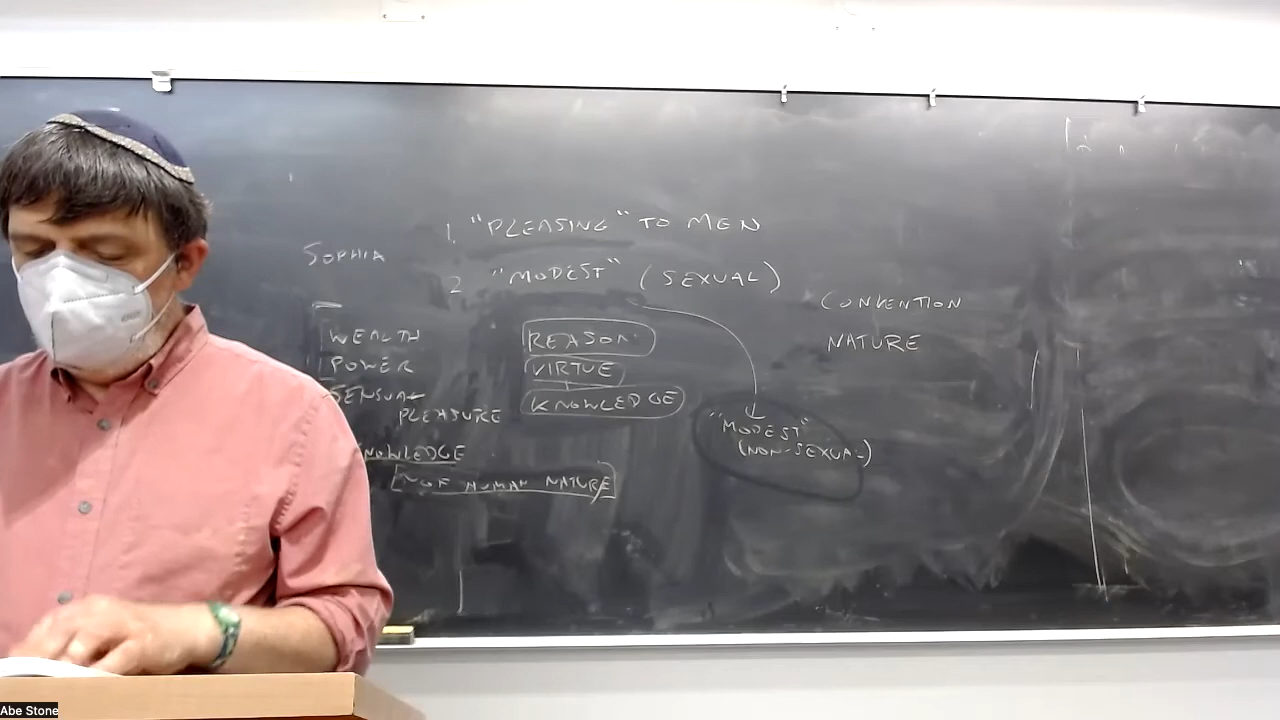 1. "PLEASING" TO MEN
SOPHIA
2 "MODEST" (SEXUAL)
CONVENTION
NATURE
WEALTH
POWER
SENSUAL
PLEASURE
REASON
VIRTUE
KNOWLEDGE
"MODEST"
(NON-SEXUAL)
NOWLEDGE
OF HUMAN NATURE
Abe Stone